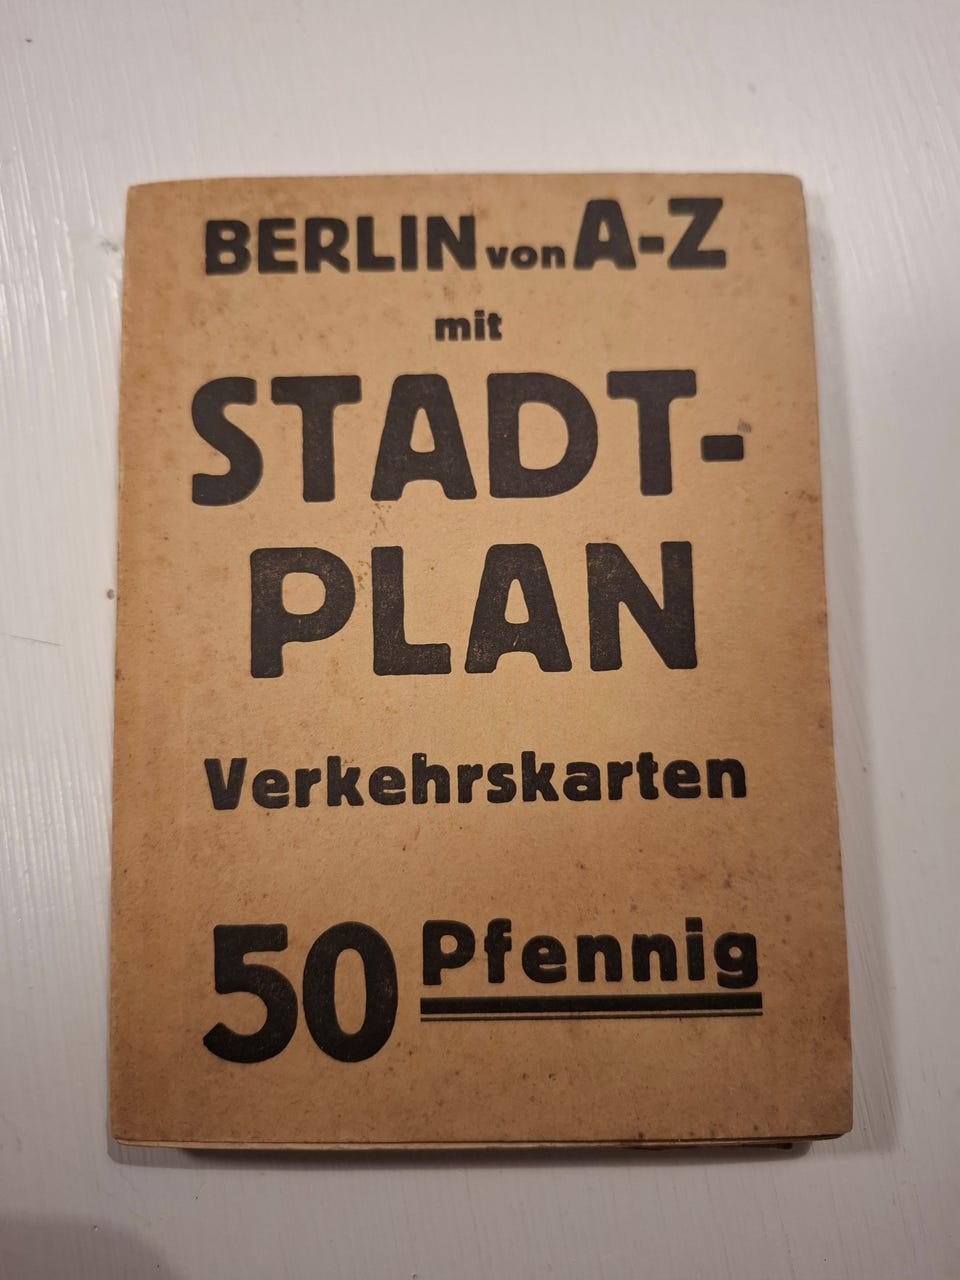 BERLIN von A-Z
mit
STADT-
PLAN
Verkehrskarten
50 Pfennig